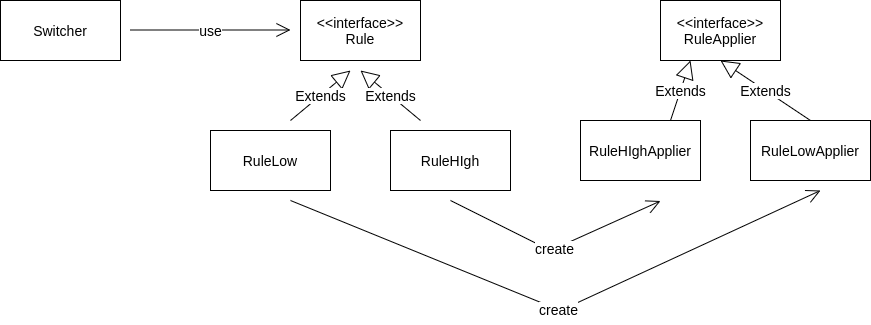 Switcher
use
<<interface>>
Rule
<<interface>>
RuleApplier
Extends
Extends
Extends
Extends
RuleLow
RuleHIgh
RuleHIghApplier
RuleLowApplier
create
create